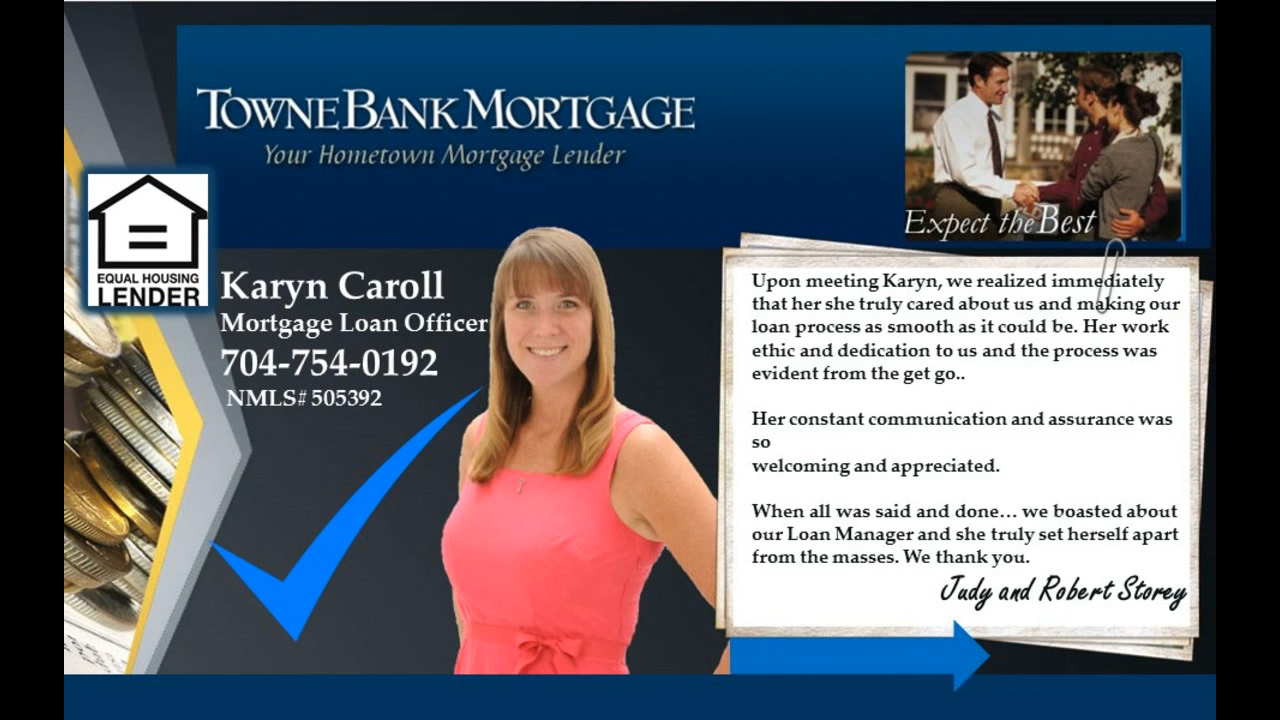 TOWNEBANK MORTGAGE
Your Hometown Mortgage Lender
Expect the Best
EQUAL HOUSING
LENDER
Karyn Caroll
Mortgage Loan Officer
704-754-0192
NMLS# 505392
Upon meeting Karyn, we realized immediately
that her she truly cared about us and making our
loan process as smooth as it could be. Her work
ethic and dedication to us and the process was
evident from the get go..
Her constant communication and assurance was
so
welcoming and appreciated.
When all was said and done... we boasted about
our Loan Manager and she truly set herself apart
from the masses. We thank you.
Judy and Robert Storey